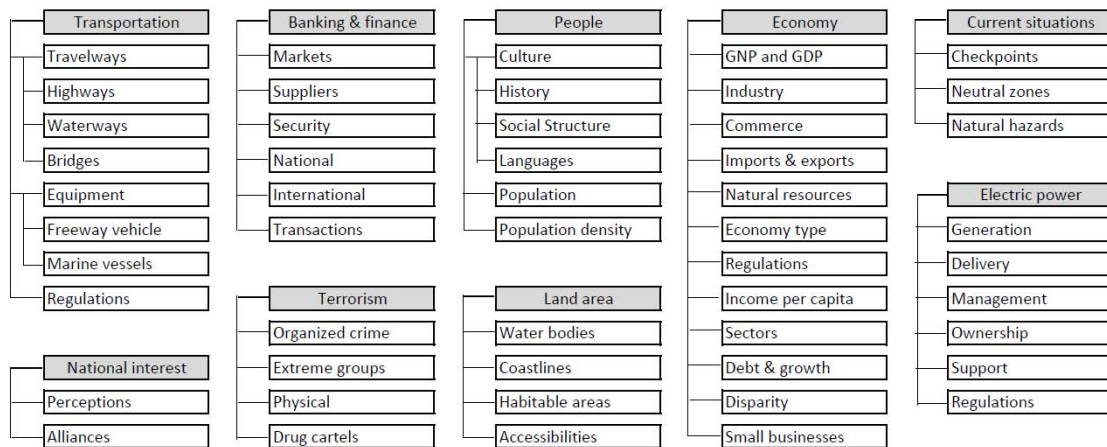 Transportation
Travelways
Highways
Waterways
Bridges
Equipment
Freeway vehicle
Marine vessels
Regulations
National interest
Perceptions
Alliances
Banking & finance
Markets
Suppliers
Security
National
International
Transactions
Terrorism
Organized crime
Extreme groups
Physical
Drug cartels
People
Culture
History
Social Structure
Languages
Population
Population density
Land area
Water bodies
Coastlines
Habitable areas
Accessibilities
Economy
GNP and GDP
Industry
Commerce
Imports & exports
Natural resources
Economy type
Regulations
Income per capita
Sectors
Debt & growth
Disparity
Small businesses
Current situations
Checkpoints
Neutral zones
Natural hazards
Electric power
Generation
Delivery
Management
Ownership
Support
Regulations